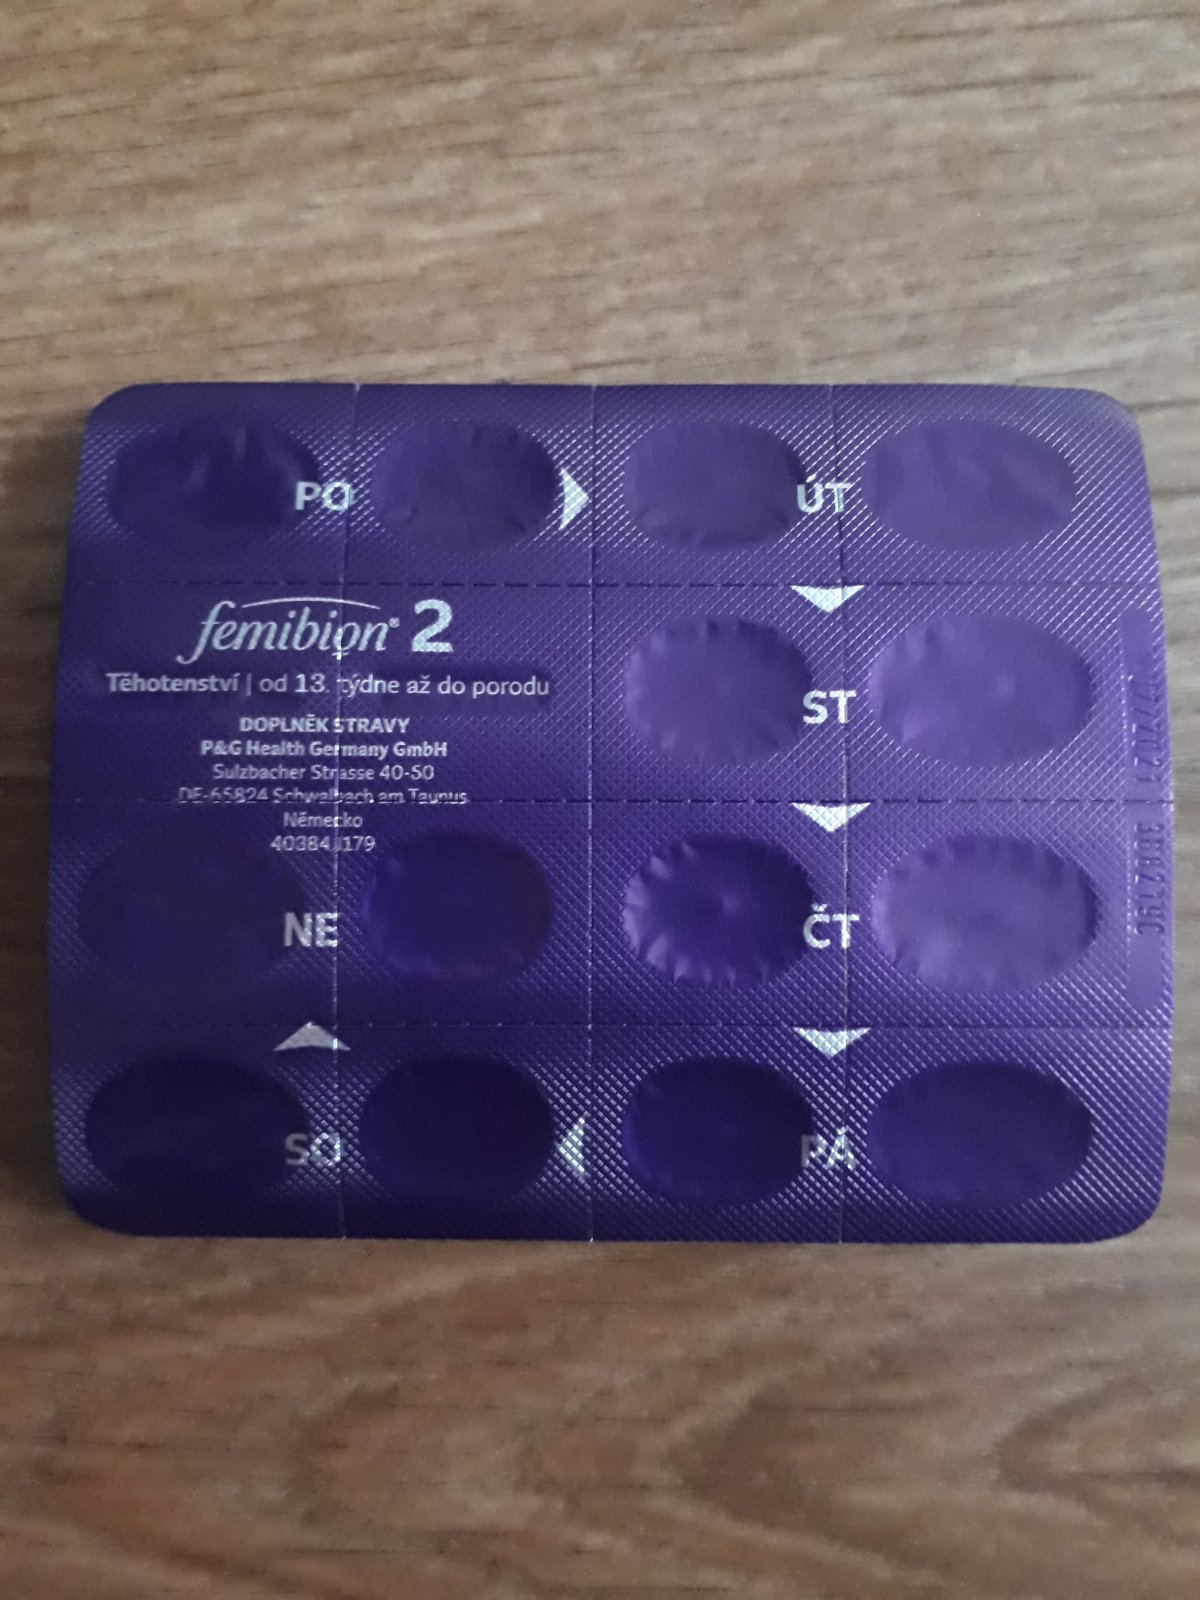 PO
ÚT
femibion® 2
Těhotenství | od 13. týdne až do porodu
DOPLNĚK STRAVY
P&G Health Germany GmbH
Sulzbacher Strasse 40-50
DE-65824 Schwalbach am Taunus
Německo
40384
ST
NE
ČT
SO
PÁ